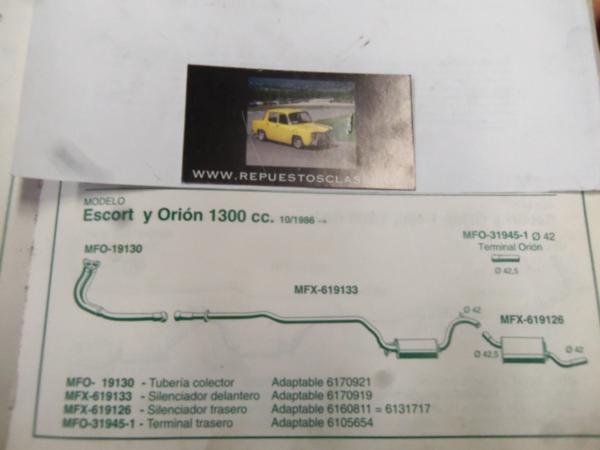 WWW.REPUESTOSCLAS
MODELO
Escort y Orión 1300 cc. 10/1986 →
MFO-19130
MFO-31945-1 Ø 42
Terminal Orión
Ø 42,5
MFX-619133
Ø 42
MFX-619126
Ø 42,5
Ø 42
MFO- 19130 - Tubería colector Adaptable 6170921
MFX-619133 - Silenciador delantero Adaptable 6170919
MFX-619126 - Silenciador trasero Adaptable 6160811 = 6131717
MFO-31945-1 - Terminal trasero Adaptable 6105654